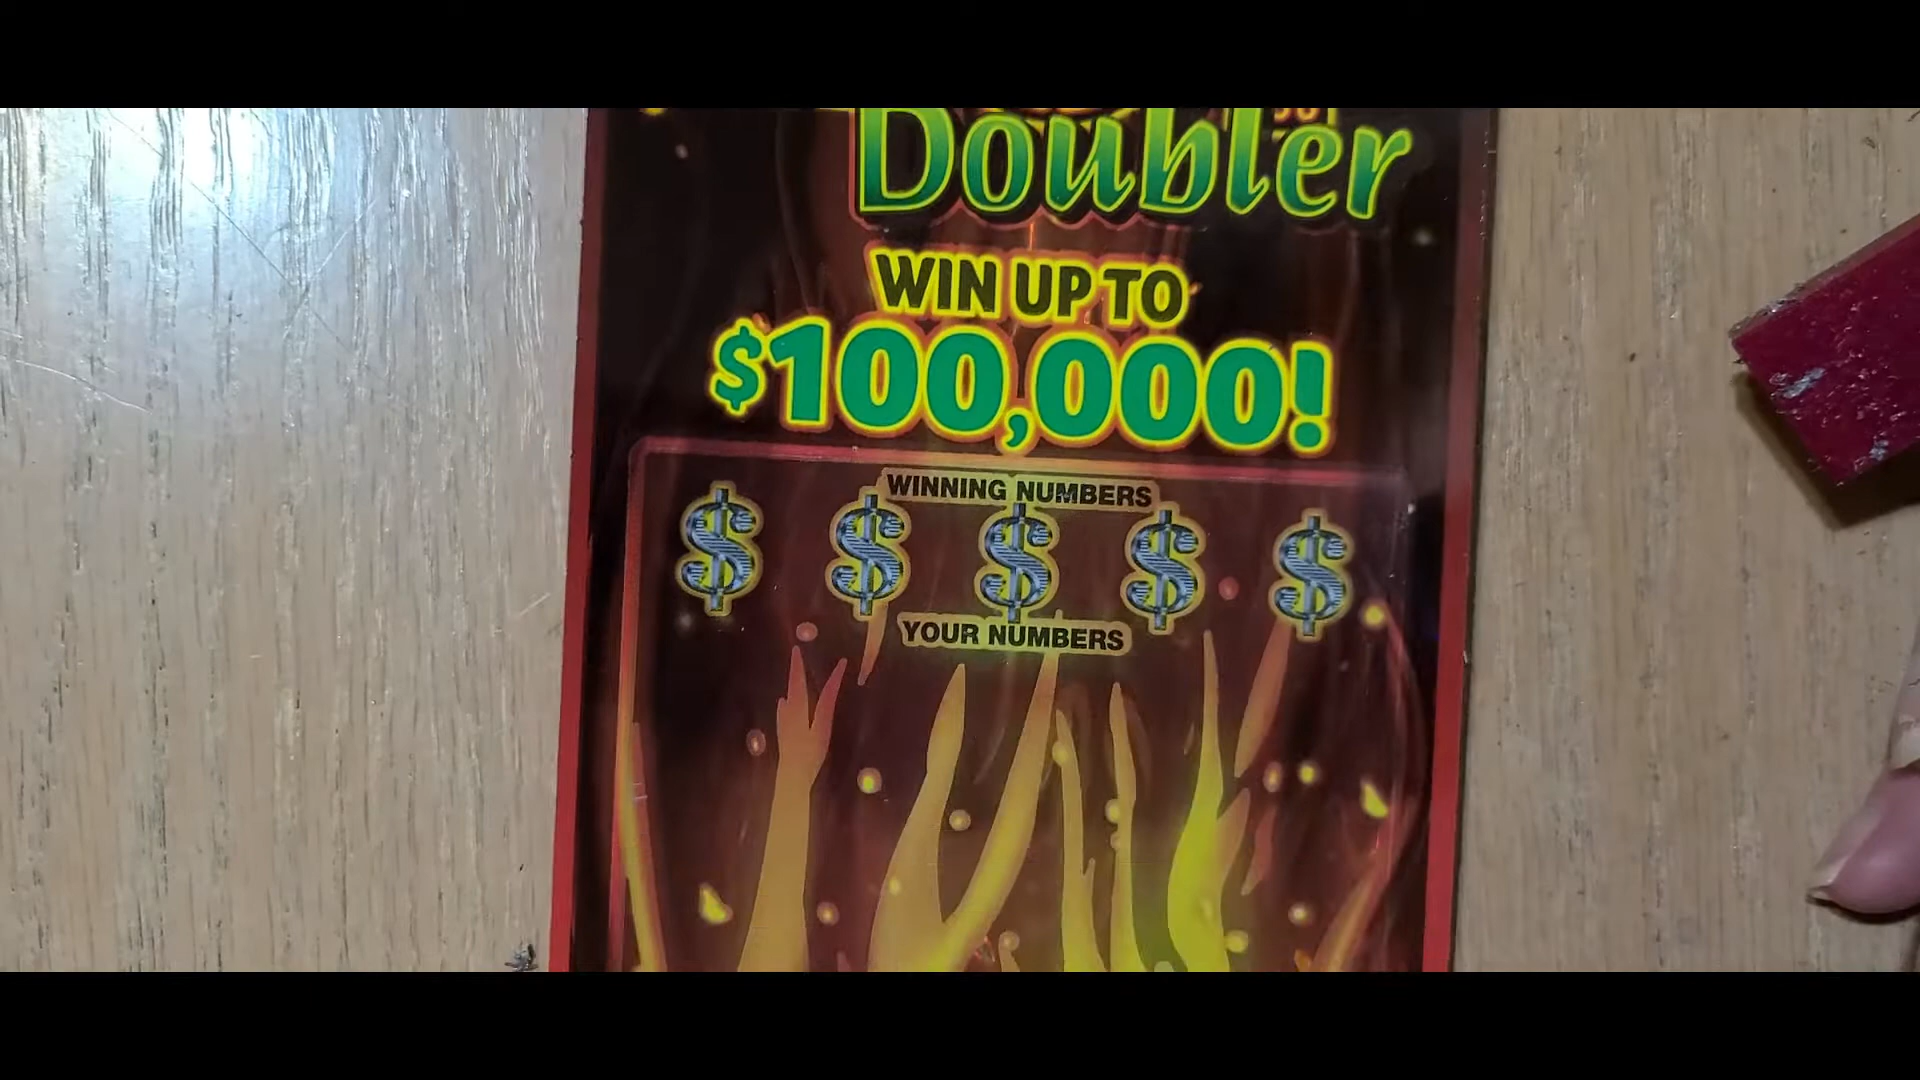 Doubler
WIN UP TO
$100,000!
WINNING NUMBERS
$ $ $ $ $
YOUR NUMBERS